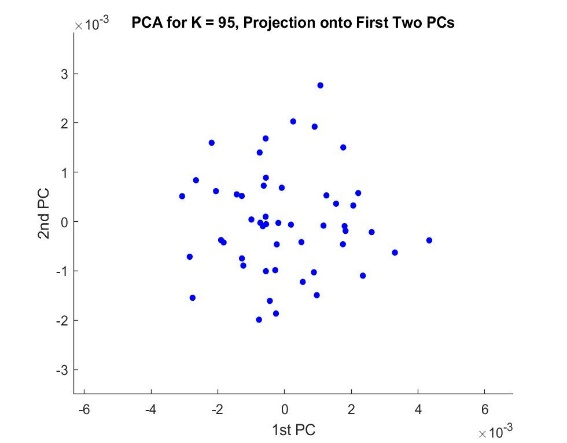 ×10⁻³
PCA for K = 95, Projection onto First Two PCs
3
2
1
0
-1
-2
-3
2nd PC
-6 -4 -2 0 2 4 6
1st PC
×10⁻³